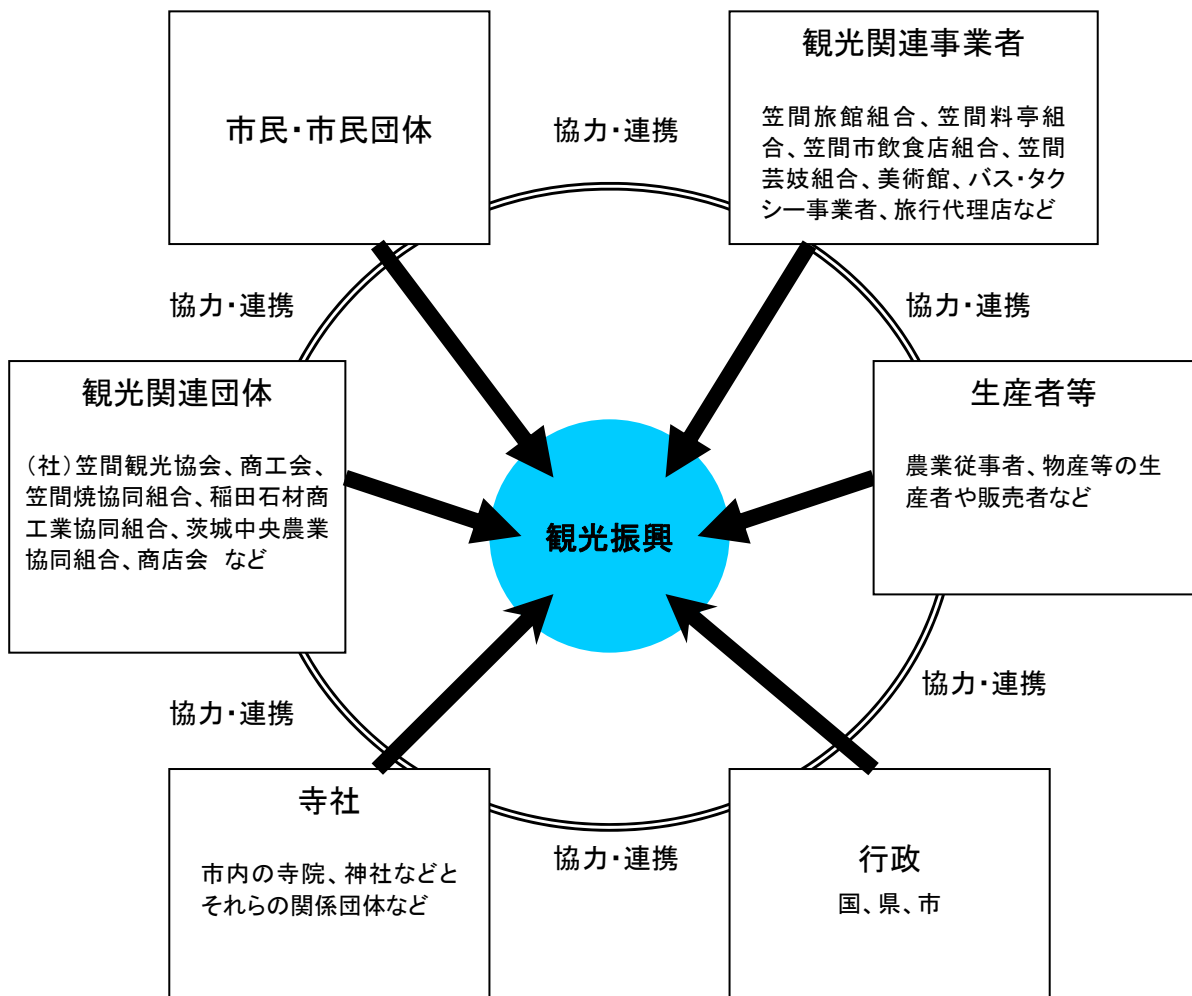 市民・市民団体
協力・連携
観光関連事業者
笠間旅館組合、笠間料亭組
合、笠間市飲食店組合、笠間
芸妓組合、美術館、バス・タク
シー事業者、旅行代理店など
協力・連携
協力・連携
観光関連団体
（社）笠間観光協会、商工会、
笠間焼協同組合、稲田石材商
工業協同組合、茨城中央農業
協同組合、商店会　など
生産者等
農業従事者、物産等の生
産者や販売者など
観光振興
協力・連携
協力・連携
寺社
市内の寺院、神社などと
それらの関係団体など
協力・連携
行政
国、県、市